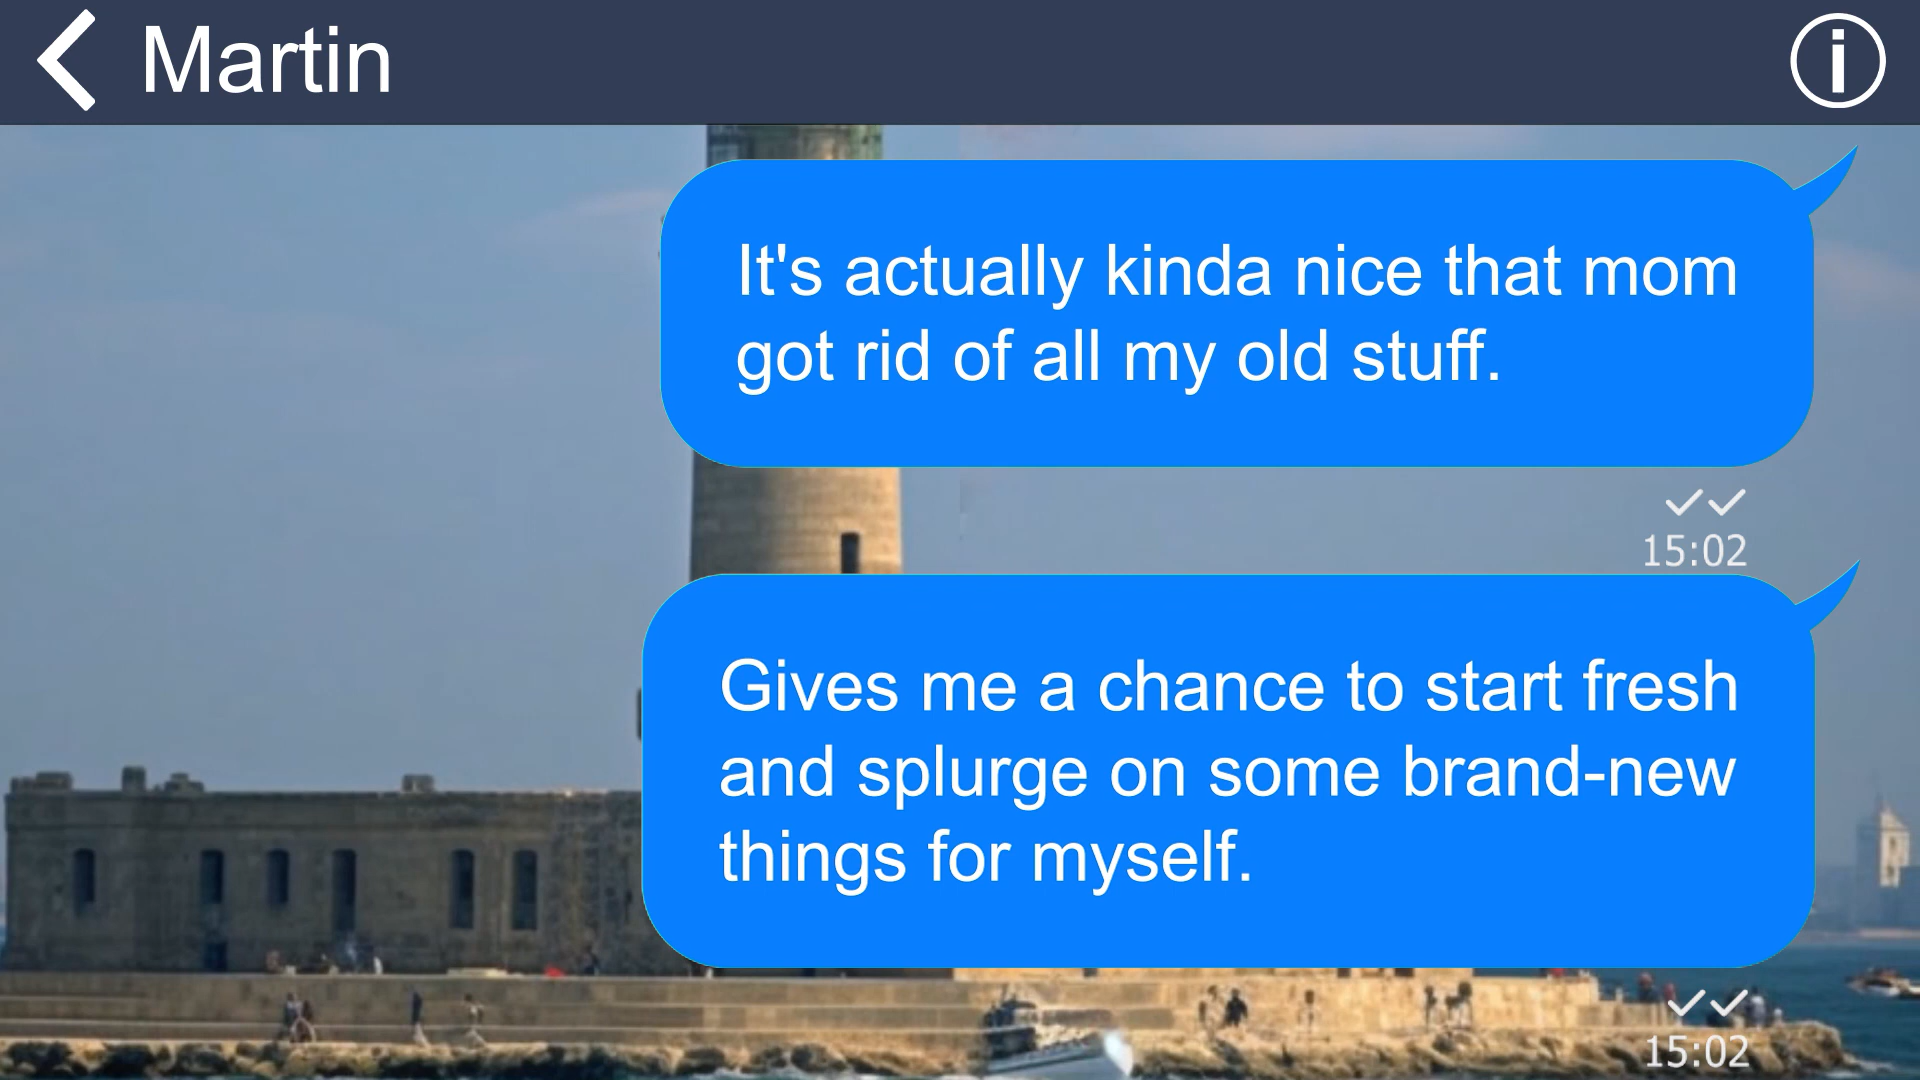 Martin
It's actually kinda nice that mom
got rid of all my old stuff.
15:02
Gives me a chance to start fresh
and splurge on some brand-new
things for myself.
15:02